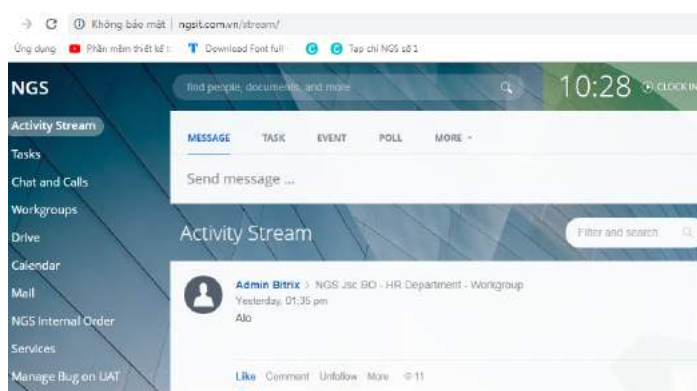 Không bảo mật | ngsit.com.vn/stream/
Ứng dụng Phần mềm thiết kế Download Font full Tạp chí NGS số 1
NGS
find people, documents, and more
10:28 CLOCK IN
Activity Stream
MESSAGE TASK EVENT POLL MORE
Tasks
Chat and Calls
Send message ...
Workgroups
Drive
Activity Stream
Filter and search
Calendar
Mail
Admin Bitrix > NGS Jsc BO - HR Department - Workgroup
Yesterday, 01:35 pm
Alo
NGS Internal Order
Services
Manage Bug on UAT
Like Comment Unfollow More 11